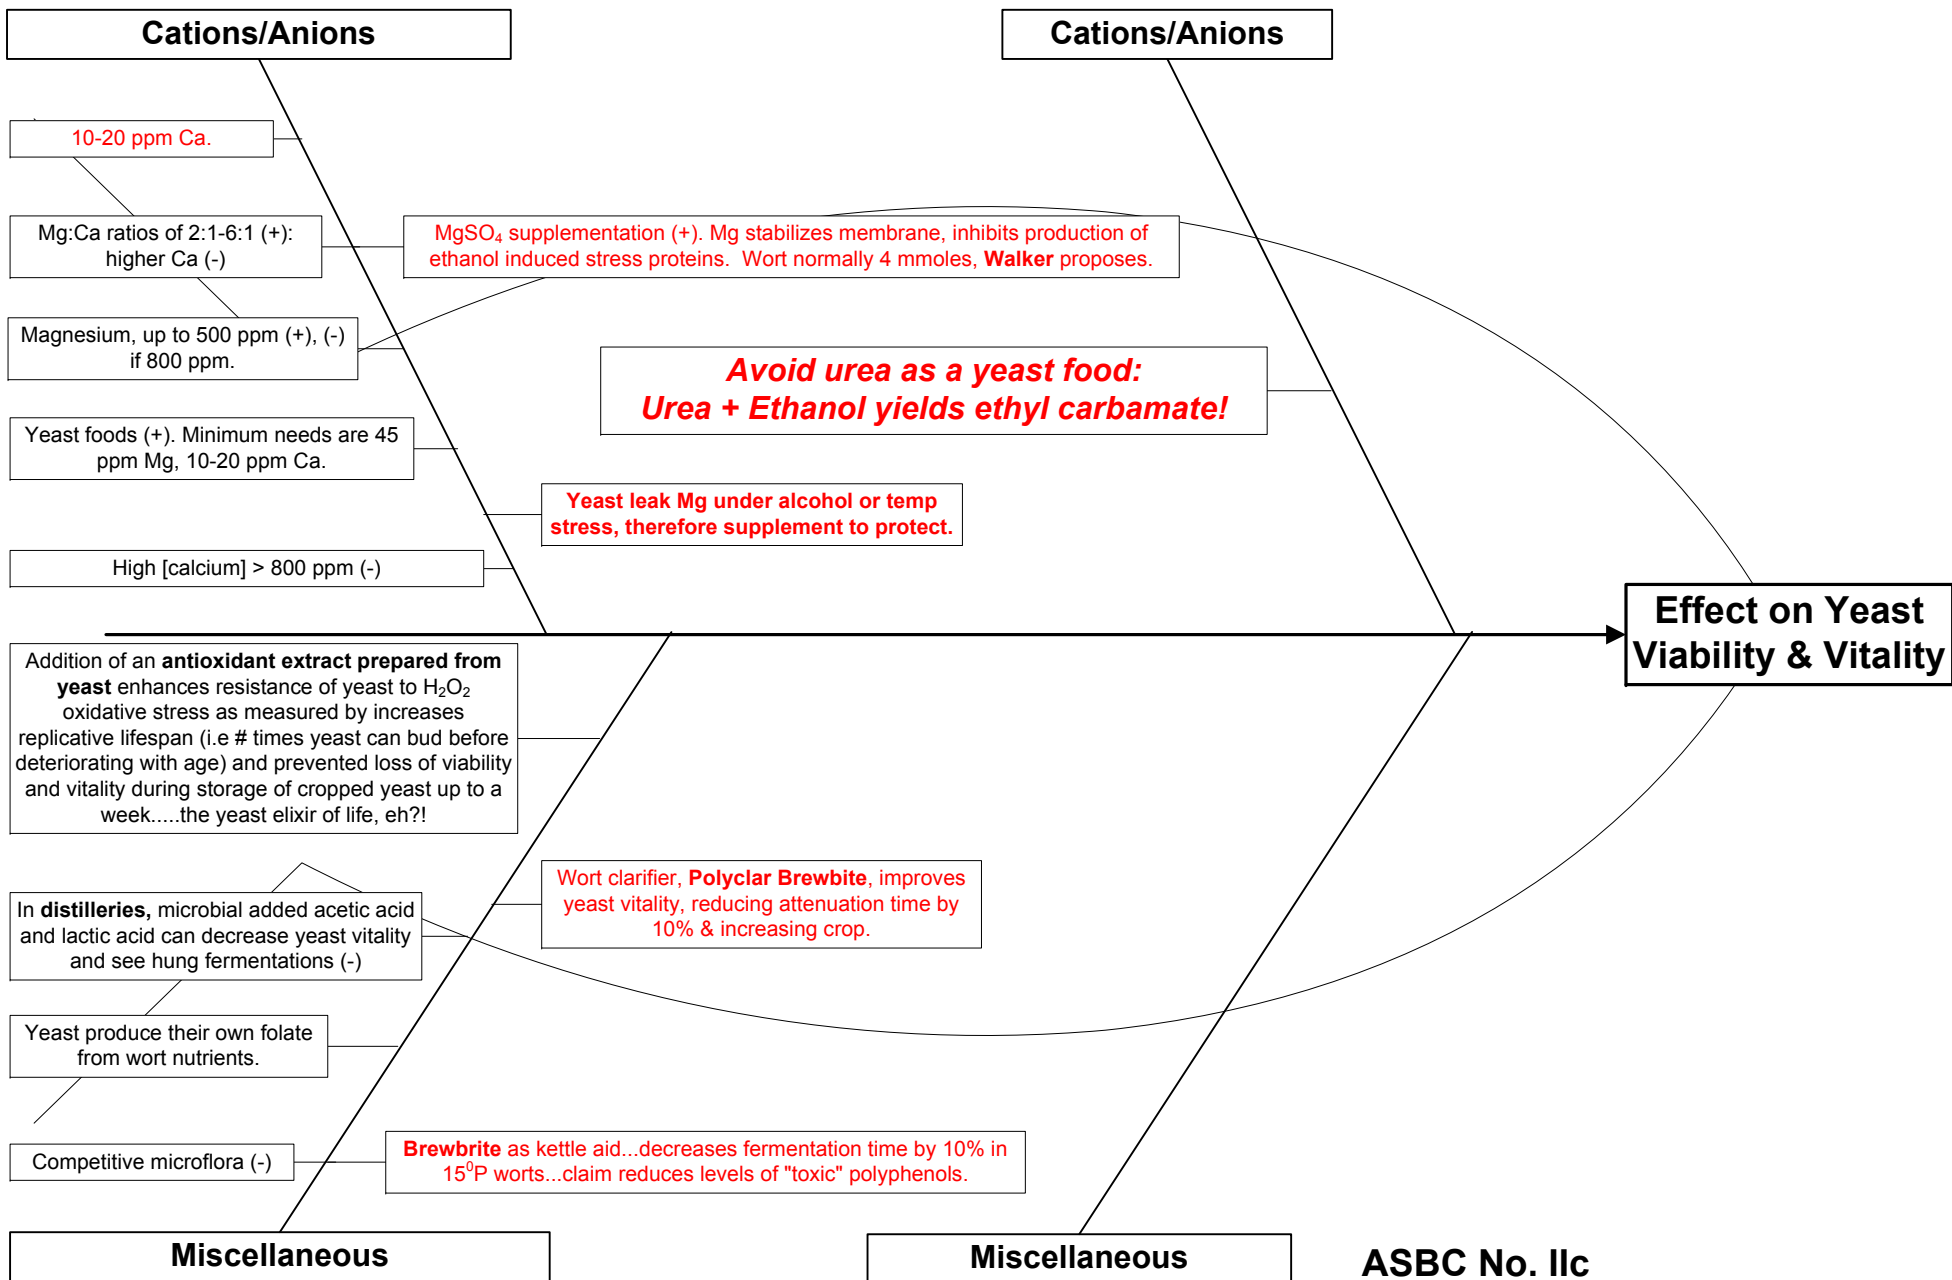 Cations/Anions
Cations/Anions
10-20 ppm Ca.
Mg:Ca ratios of 2:1-6:1 (+):
higher Ca (-)
MgSO₄ supplementation (+). Mg stabilizes membrane, inhibits production of
ethanol induced stress proteins.  Wort normally 4 mmoles, Walker proposes.
Magnesium, up to 500 ppm (+), (-)
if 800 ppm.
Avoid urea as a yeast food:
Urea + Ethanol yields ethyl carbamate!
Yeast foods (+). Minimum needs are 45
ppm Mg, 10-20 ppm Ca.
Yeast leak Mg under alcohol or temp
stress, therefore supplement to protect.
High [calcium] > 800 ppm (-)
Effect on Yeast
Viability & Vitality
Addition of an antioxidant extract prepared from
yeast enhances resistance of yeast to H₂O₂
oxidative stress as measured by increases
replicative lifespan (i.e # times yeast can bud before
deteriorating with age) and prevented loss of viability
and vitality during storage of cropped yeast up to a
week.....the yeast elixir of life, eh?!
Wort clarifier, Polyclar Brewbite, improves
yeast vitality, reducing attenuation time by
10% & increasing crop.
In distilleries, microbial added acetic acid
and lactic acid can decrease yeast vitality
and see hung fermentations (-)
Yeast produce their own folate
from wort nutrients.
Competitive microflora (-)
Brewbrite as kettle aid...decreases fermentation time by 10% in
15⁰P worts...claim reduces levels of "toxic" polyphenols.
Miscellaneous
Miscellaneous
ASBC No. IIc